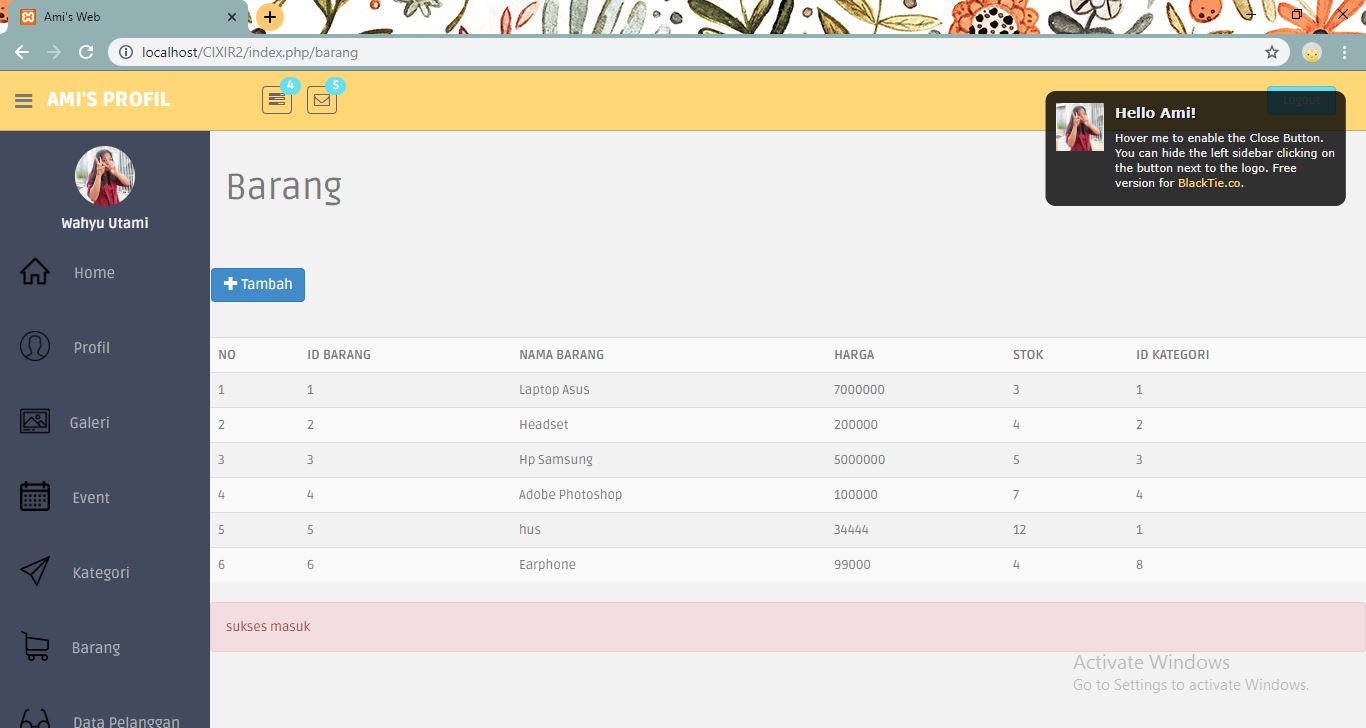 Ami's Web
localhost/CIXIR2/index.php/barang
AMI'S PROFIL
4
5
Logout
Hello Ami!
Hover me to enable the Close Button.
You can hide the left sidebar clicking on
the button next to the logo. Free
version for BlackTie.co.
Wahyu Utami
Home
Profil
Galeri
Event
Kategori
Barang
Data Pelanggan
Barang
Tambah
NO ID BARANG NAMA BARANG HARGA STOK ID KATEGORI
1 1 Laptop Asus 7000000 3 1
2 2 Headset 200000 4 2
3 3 Hp Samsung 5000000 5 3
4 4 Adobe Photoshop 100000 7 4
5 5 hus 34444 12 1
6 6 Earphone 99000 4 8
sukses masuk
Activate Windows
Go to Settings to activate Windows.